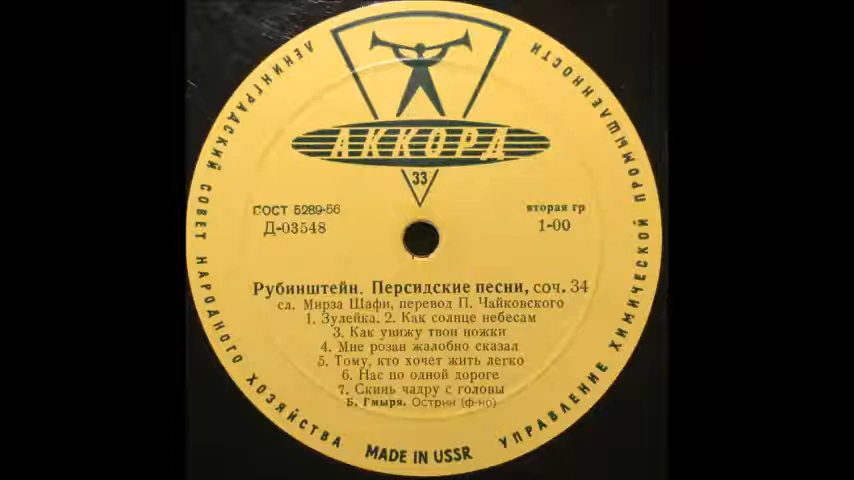 ЛЕНИНГРАДСКИЙ СОВЕТ НАРОДНОГО ХОЗЯЙСТВА
УПРАВЛЕНИЕ ХИМИЧЕСКОЙ ПРОМЫШЛЕННОСТИ
АККОРД
33
ГОСТ 5289-56
Д-03548
вторая гр
1-00
Рубинштейн. Персидские песни, соч. 34
сл. Мирза Шафи, перевод П. Чайковского
1. Зулейка. 2. Как солнце небесам
3. Как увижу твои ножки
4. Мне розан жалобно сказал
5. Тому, кто хочет жить легко
6. Нас по одной дороге
7. Скинь чадру с головы
Б. Гмыря. Острин (ф-но)
MADE IN USSR